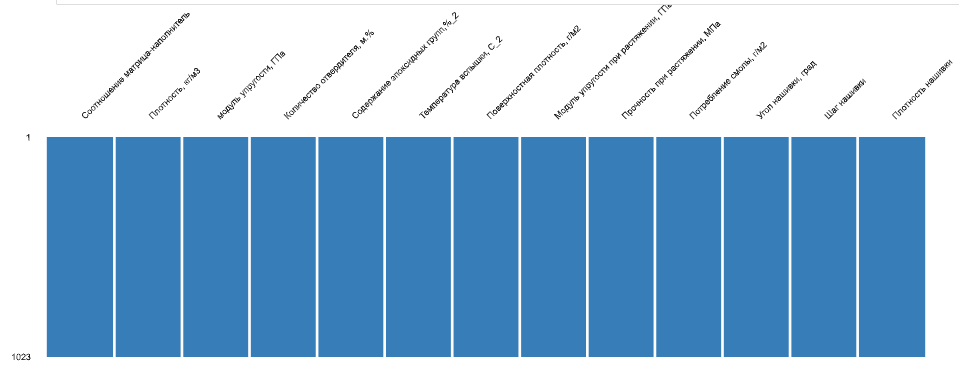 Соотношение матрица-наполнитель
Плотность, кг/м3
модуль упругости, ГПа
Количество отвердителя, м.%
Содержание эпоксидных групп,%_2
Температура вспышки, С_2
Поверхностная плотность, г/м2
Модуль упругости при растяжении, ГПа
Прочность при растяжении, МПа
Потребление смолы, г/м2
Угол нашивки, град
Шаг нашивки
Плотность нашивки
1
1023